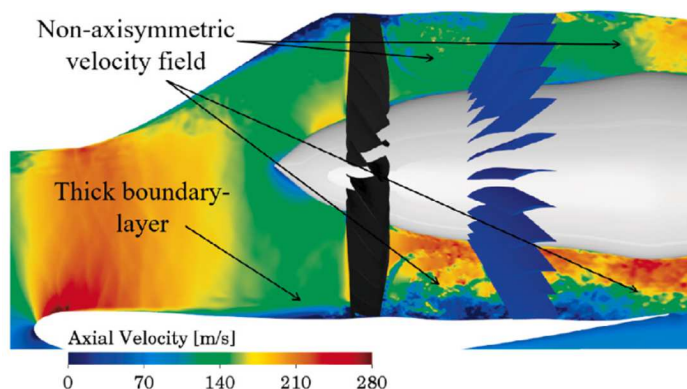 Non-axisymmetric
velocity field
Thick boundary-
layer
Axial Velocity [m/s]
0 70 140 210 280